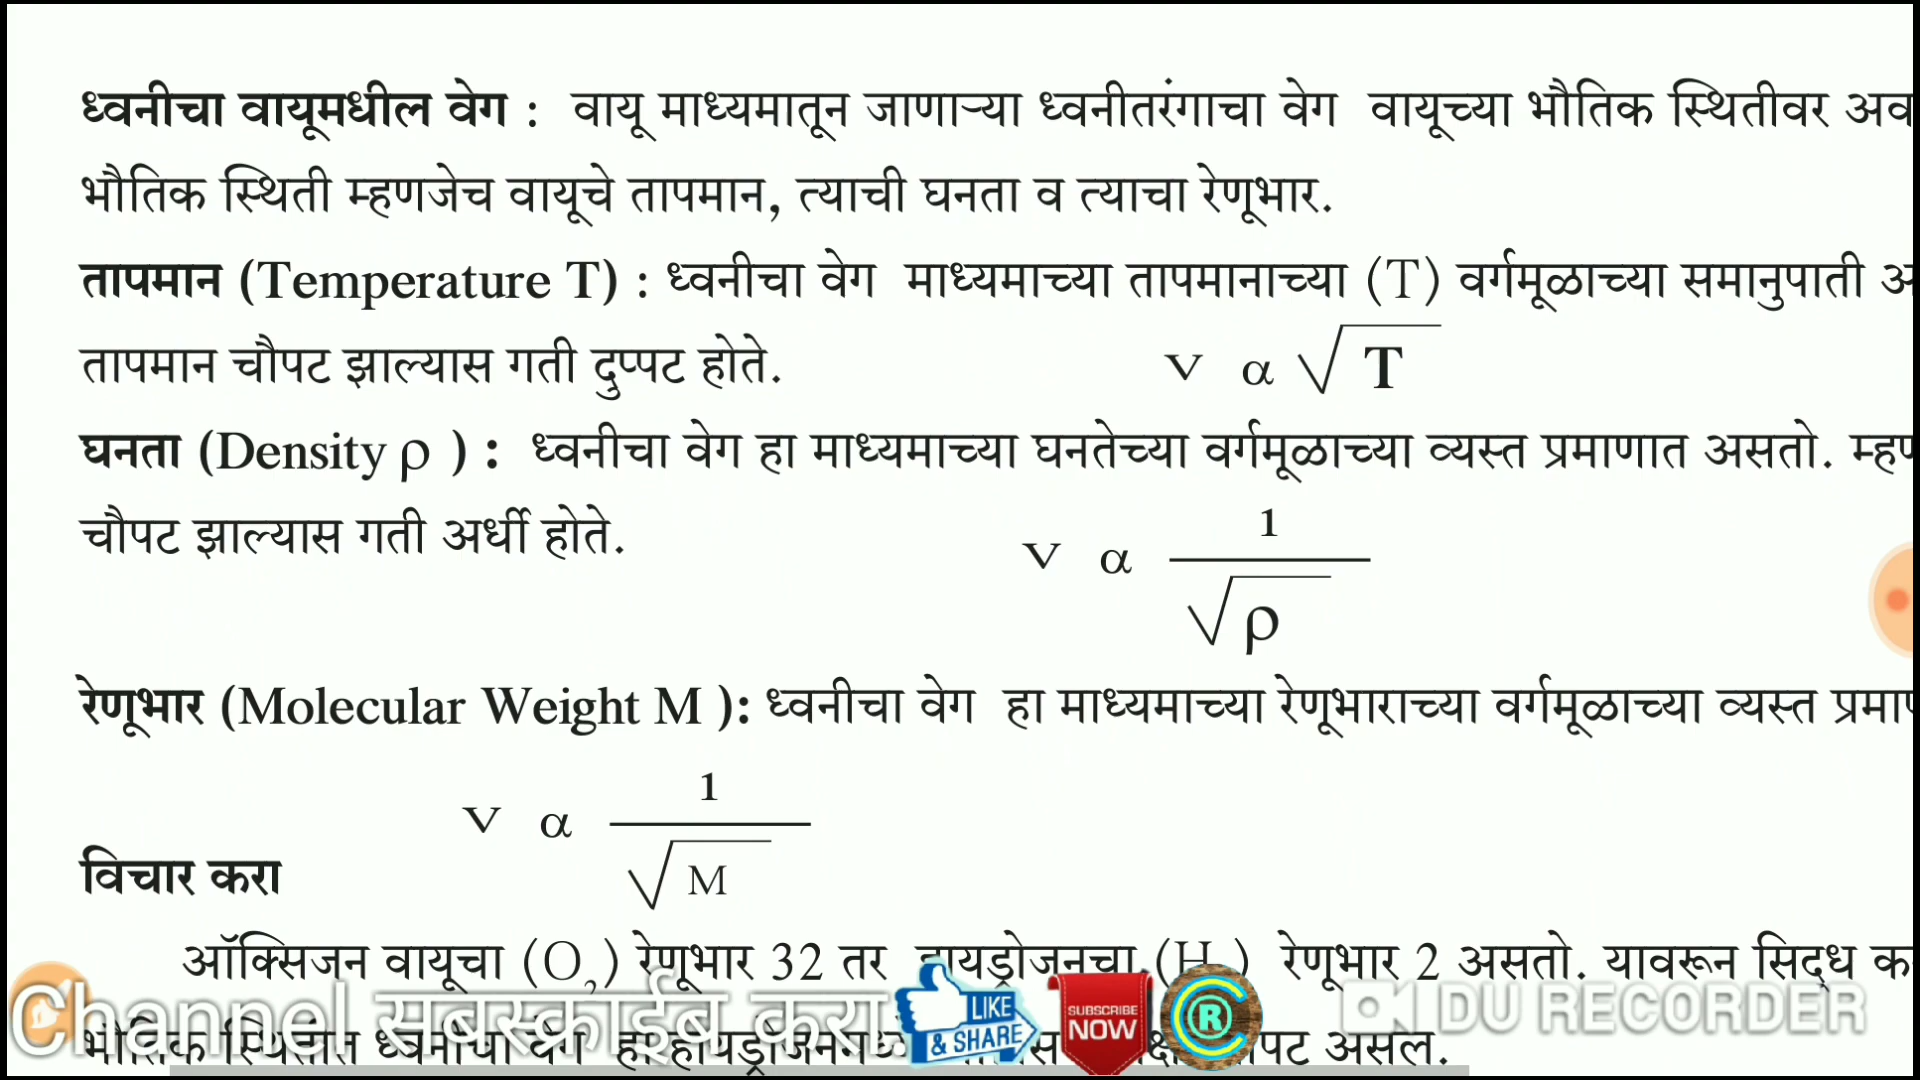 ध्वनीचा वायूमधील वेग : वायू माध्यमातून जाणाऱ्या ध्वनीतरंगाचा वेग वायूच्या भौतिक स्थितीवर अव
भौतिक स्थिती म्हणजेच वायूचे तापमान, त्याची घनता व त्याचा रेणूभार.
तापमान (Temperature T) : ध्वनीचा वेग माध्यमाच्या तापमानाच्या (T) वर्गमूळाच्या समानुपाती अ
तापमान चौपट झाल्यास गती दुप्पट होते.
v α √T
घनता (Density ρ ) : ध्वनीचा वेग हा माध्यमाच्या घनतेच्या वर्गमूळाच्या व्यस्त प्रमाणात असतो. म्हण
चौपट झाल्यास गती अर्धी होते.
v α 1
√ρ
रेणूभार (Molecular Weight M ): ध्वनीचा वेग हा माध्यमाच्या रेणूभाराच्या वर्गमूळाच्या व्यस्त प्रमाण
v α 1
√M
विचार करा
ऑक्सिजन वायूचा (O2) रेणूभार 32 तर हायड्रोजनचा (H2) रेणूभार 2 असतो. यावरून सिद्ध क
भौतिक स्थितीत ध्वनीचा वेग हा असेल.
Channel सबस्क्राईब करा
LIKE
& SHARE
SUBSCRIBE
NOW
R
DU RECORDER